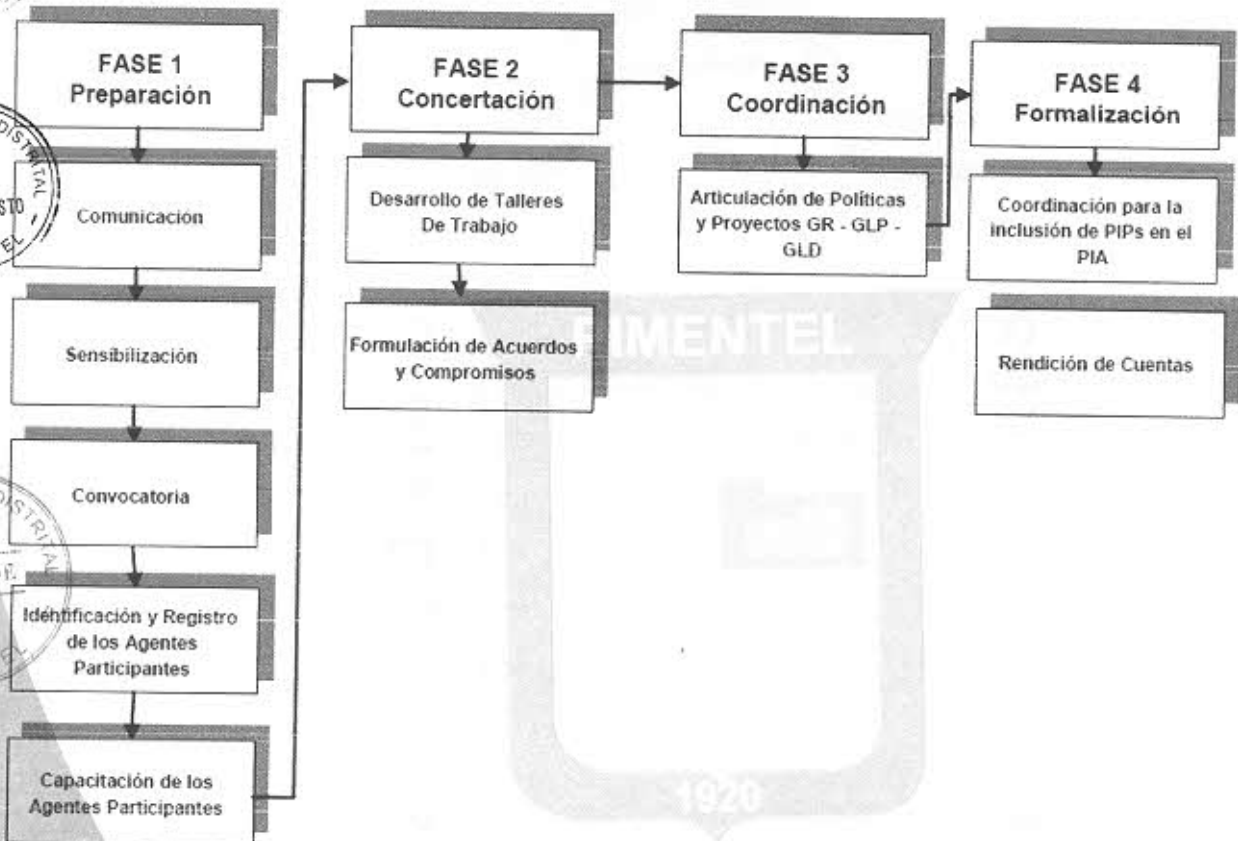 FASE 1
Preparación
Comunicación
Sensibilización
Convocatoria
Identificación y Registro
de los Agentes
Participantes
Capacitación de los
Agentes Participantes
FASE 2
Concertación
Desarrollo de Talleres
De Trabajo
Formulación de Acuerdos
y Compromisos
FASE 3
Coordinación
Articulación de Políticas
y Proyectos GR - GLP -
GLD
FASE 4
Formalización
Coordinación para la
inclusión de PIPs en el
PIA
Rendición de Cuentas
PIMENTEL
1920
DISTRITAL
DISTRITAL